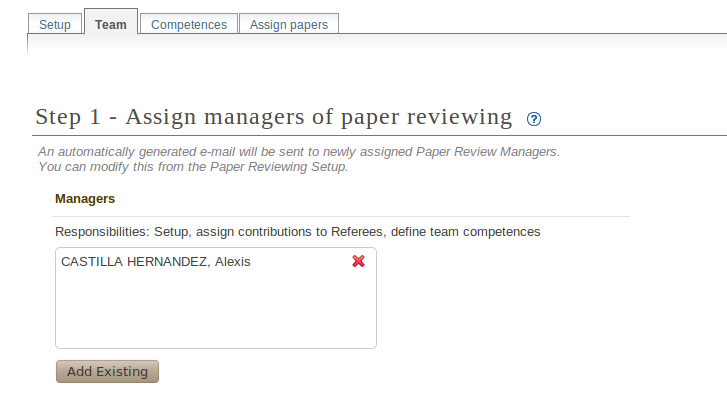 Setup Team Competences Assign papers
Step 1 - Assign managers of paper reviewing ?
An automatically generated e-mail will be sent to newly assigned Paper Review Managers.
You can modify this from the Paper Reviewing Setup.
Managers
Responsibilities: Setup, assign contributions to Referees, define team competences
CASTILLA HERNANDEZ, Alexis
Add Existing